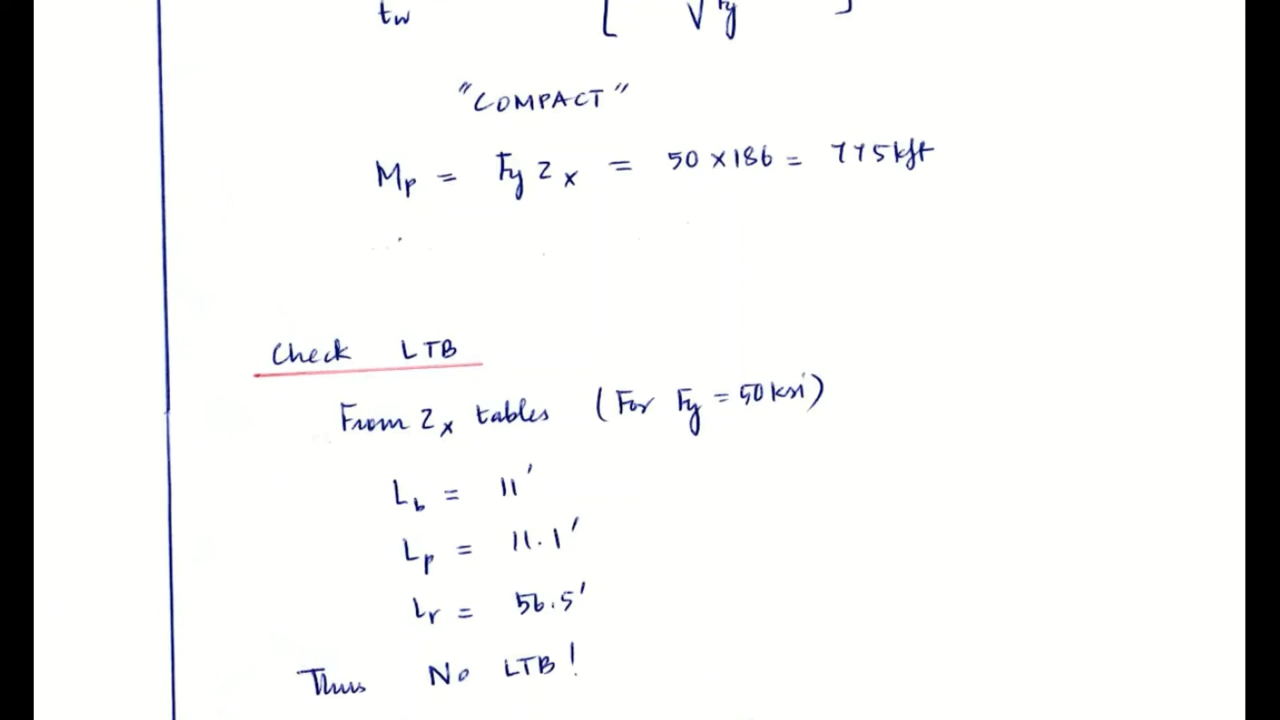 tw [ √Fy ]
"COMPACT"
Mp = Fy Zx = 50 x 186 = 775 kft
Check LTB
From Zx tables (For Fy = 50 ksi)
Lb = 11'
Lp = 11.1'
Lr = 56.5'
Thus No LTB!